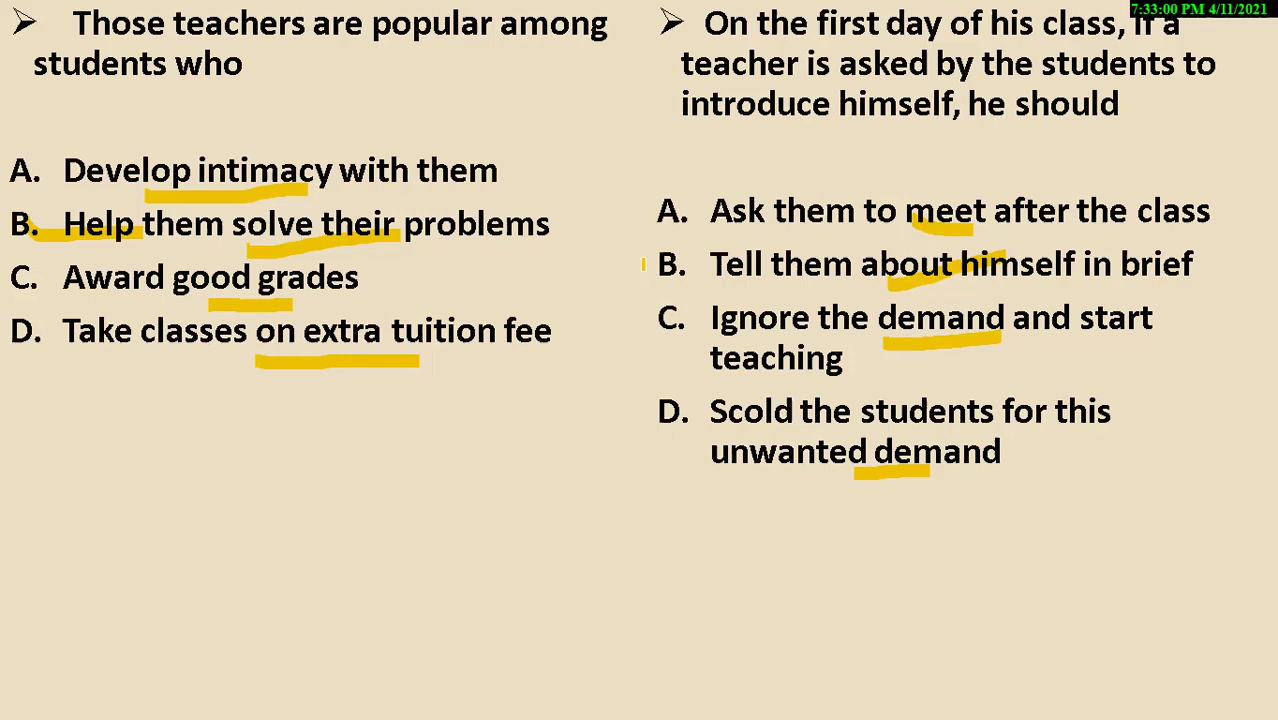 7:33:00 PM 4/11/2021
➢ Those teachers are popular among
students who
A. Develop intimacy with them
B. Help them solve their problems
C. Award good grades
D. Take classes on extra tuition fee
➢ On the first day of his class, if a
teacher is asked by the students to
introduce himself, he should
A. Ask them to meet after the class
B. Tell them about himself in brief
C. Ignore the demand and start
teaching
D. Scold the students for this
unwanted demand